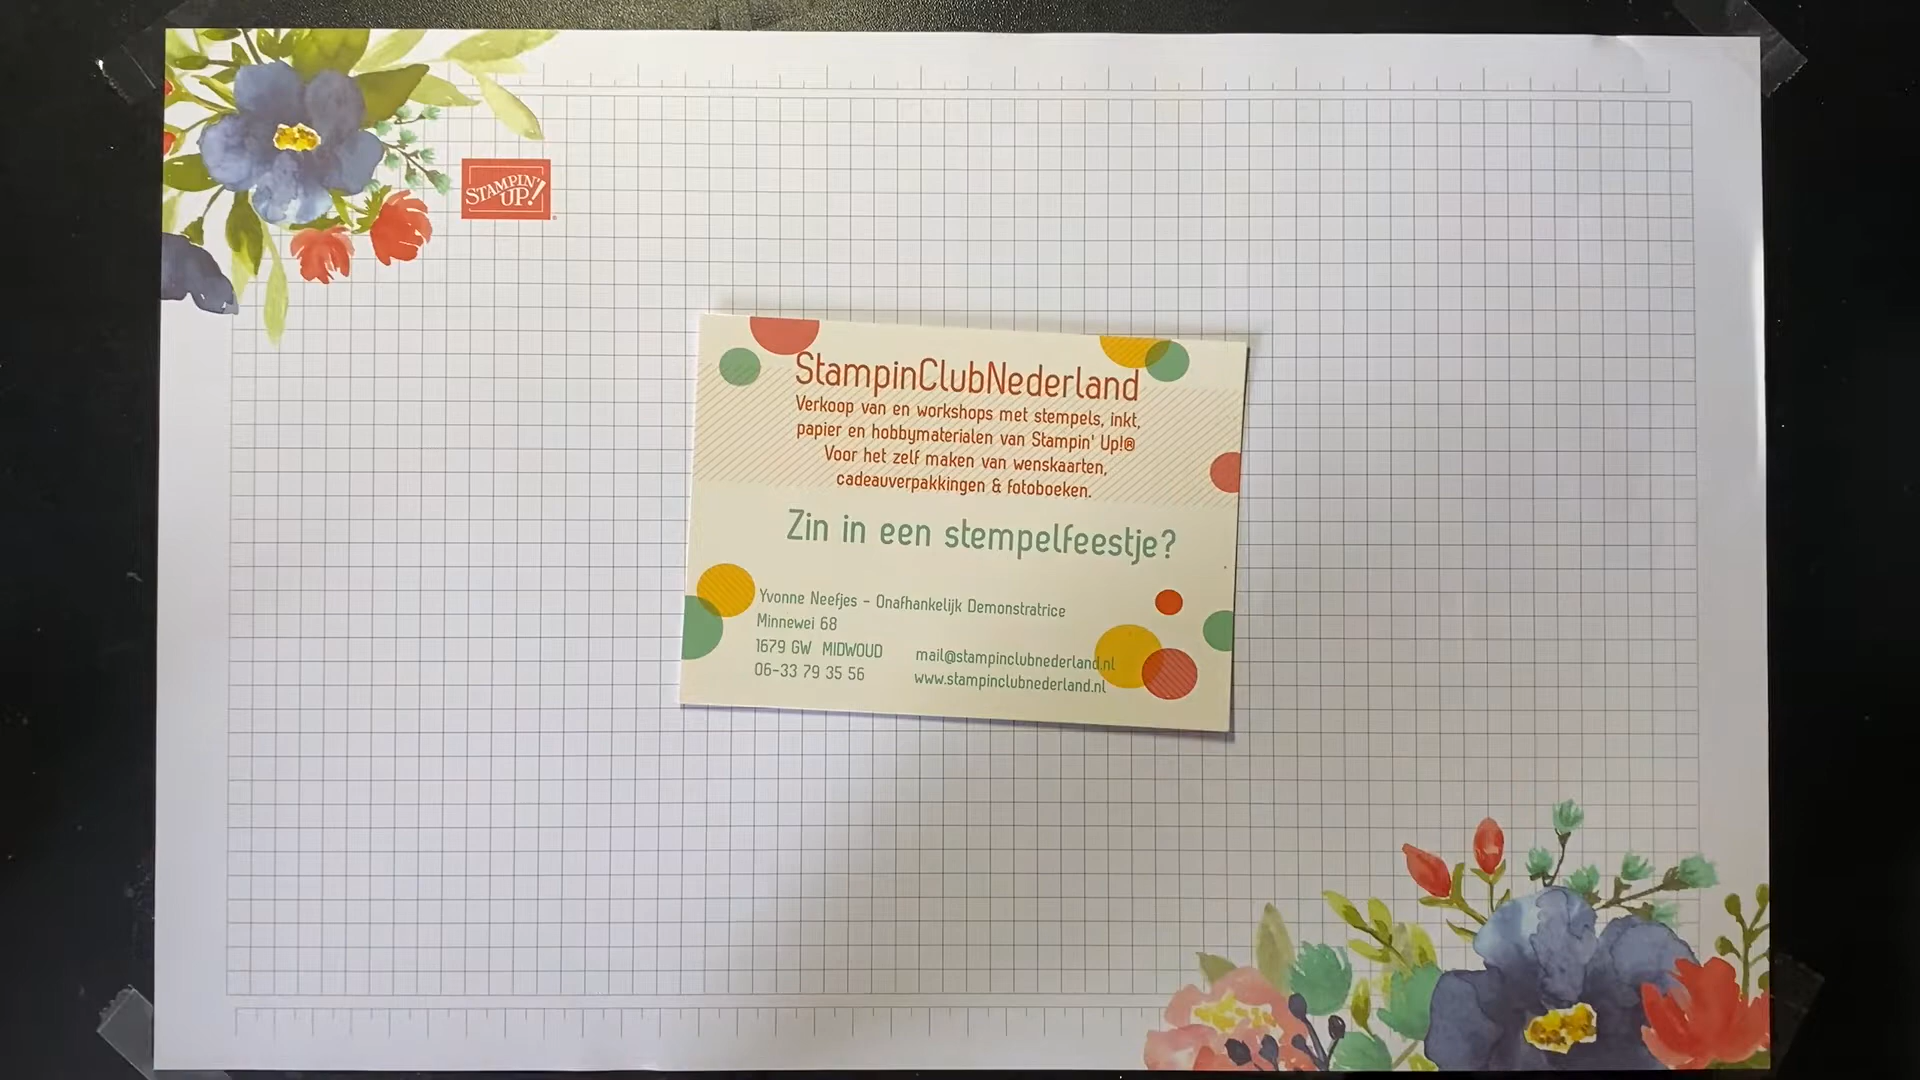 STAMPIN'
UP!
StampinClubNederland
Verkoop van en workshops met stempels, inkt,
papier en hobbymaterialen van Stampin' Up!®
Voor het zelf maken van wenskaarten,
cadeauverpakkingen & fotoboeken.
Zin in een stempelfeestje?
Yvonne Neefjes - Onafhankelijk Demonstratrice
Minnewei 68
1679 GW MIDWOUD
06-33 79 35 56
mail@stampinclubnederland.nl
www.stampinclubnederland.nl